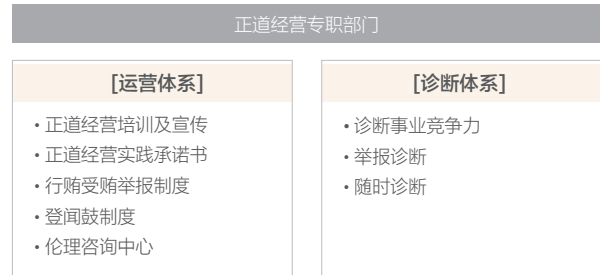 正道经营专职部门
[运营体系]
• 正道经营培训及宣传
• 正道经营实践承诺书
• 行贿受贿举报制度
• 登闻鼓制度
• 伦理咨询中心
[诊断体系]
• 诊断事业竞争力
• 举报诊断
• 随时诊断